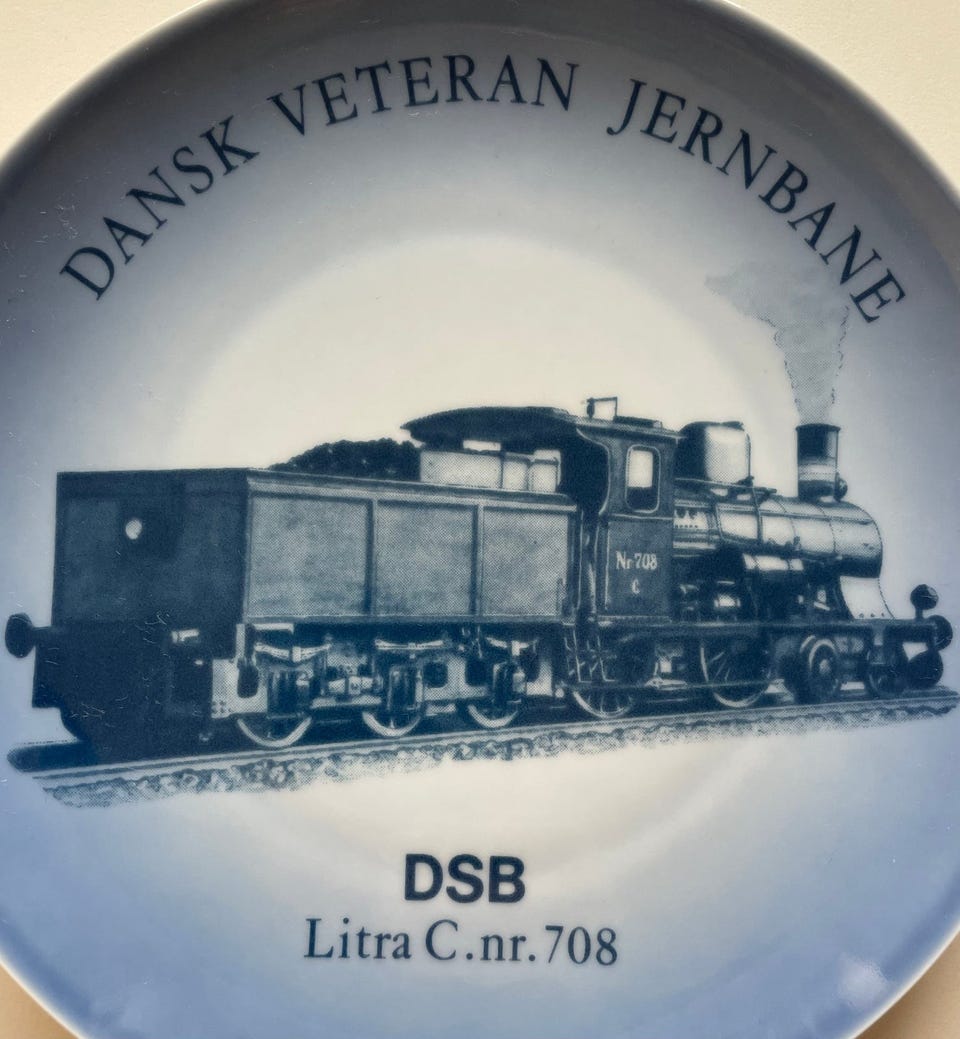 DANSK VETERAN JERNBANE
Nr 708
C
DSB
Litra C.nr.708